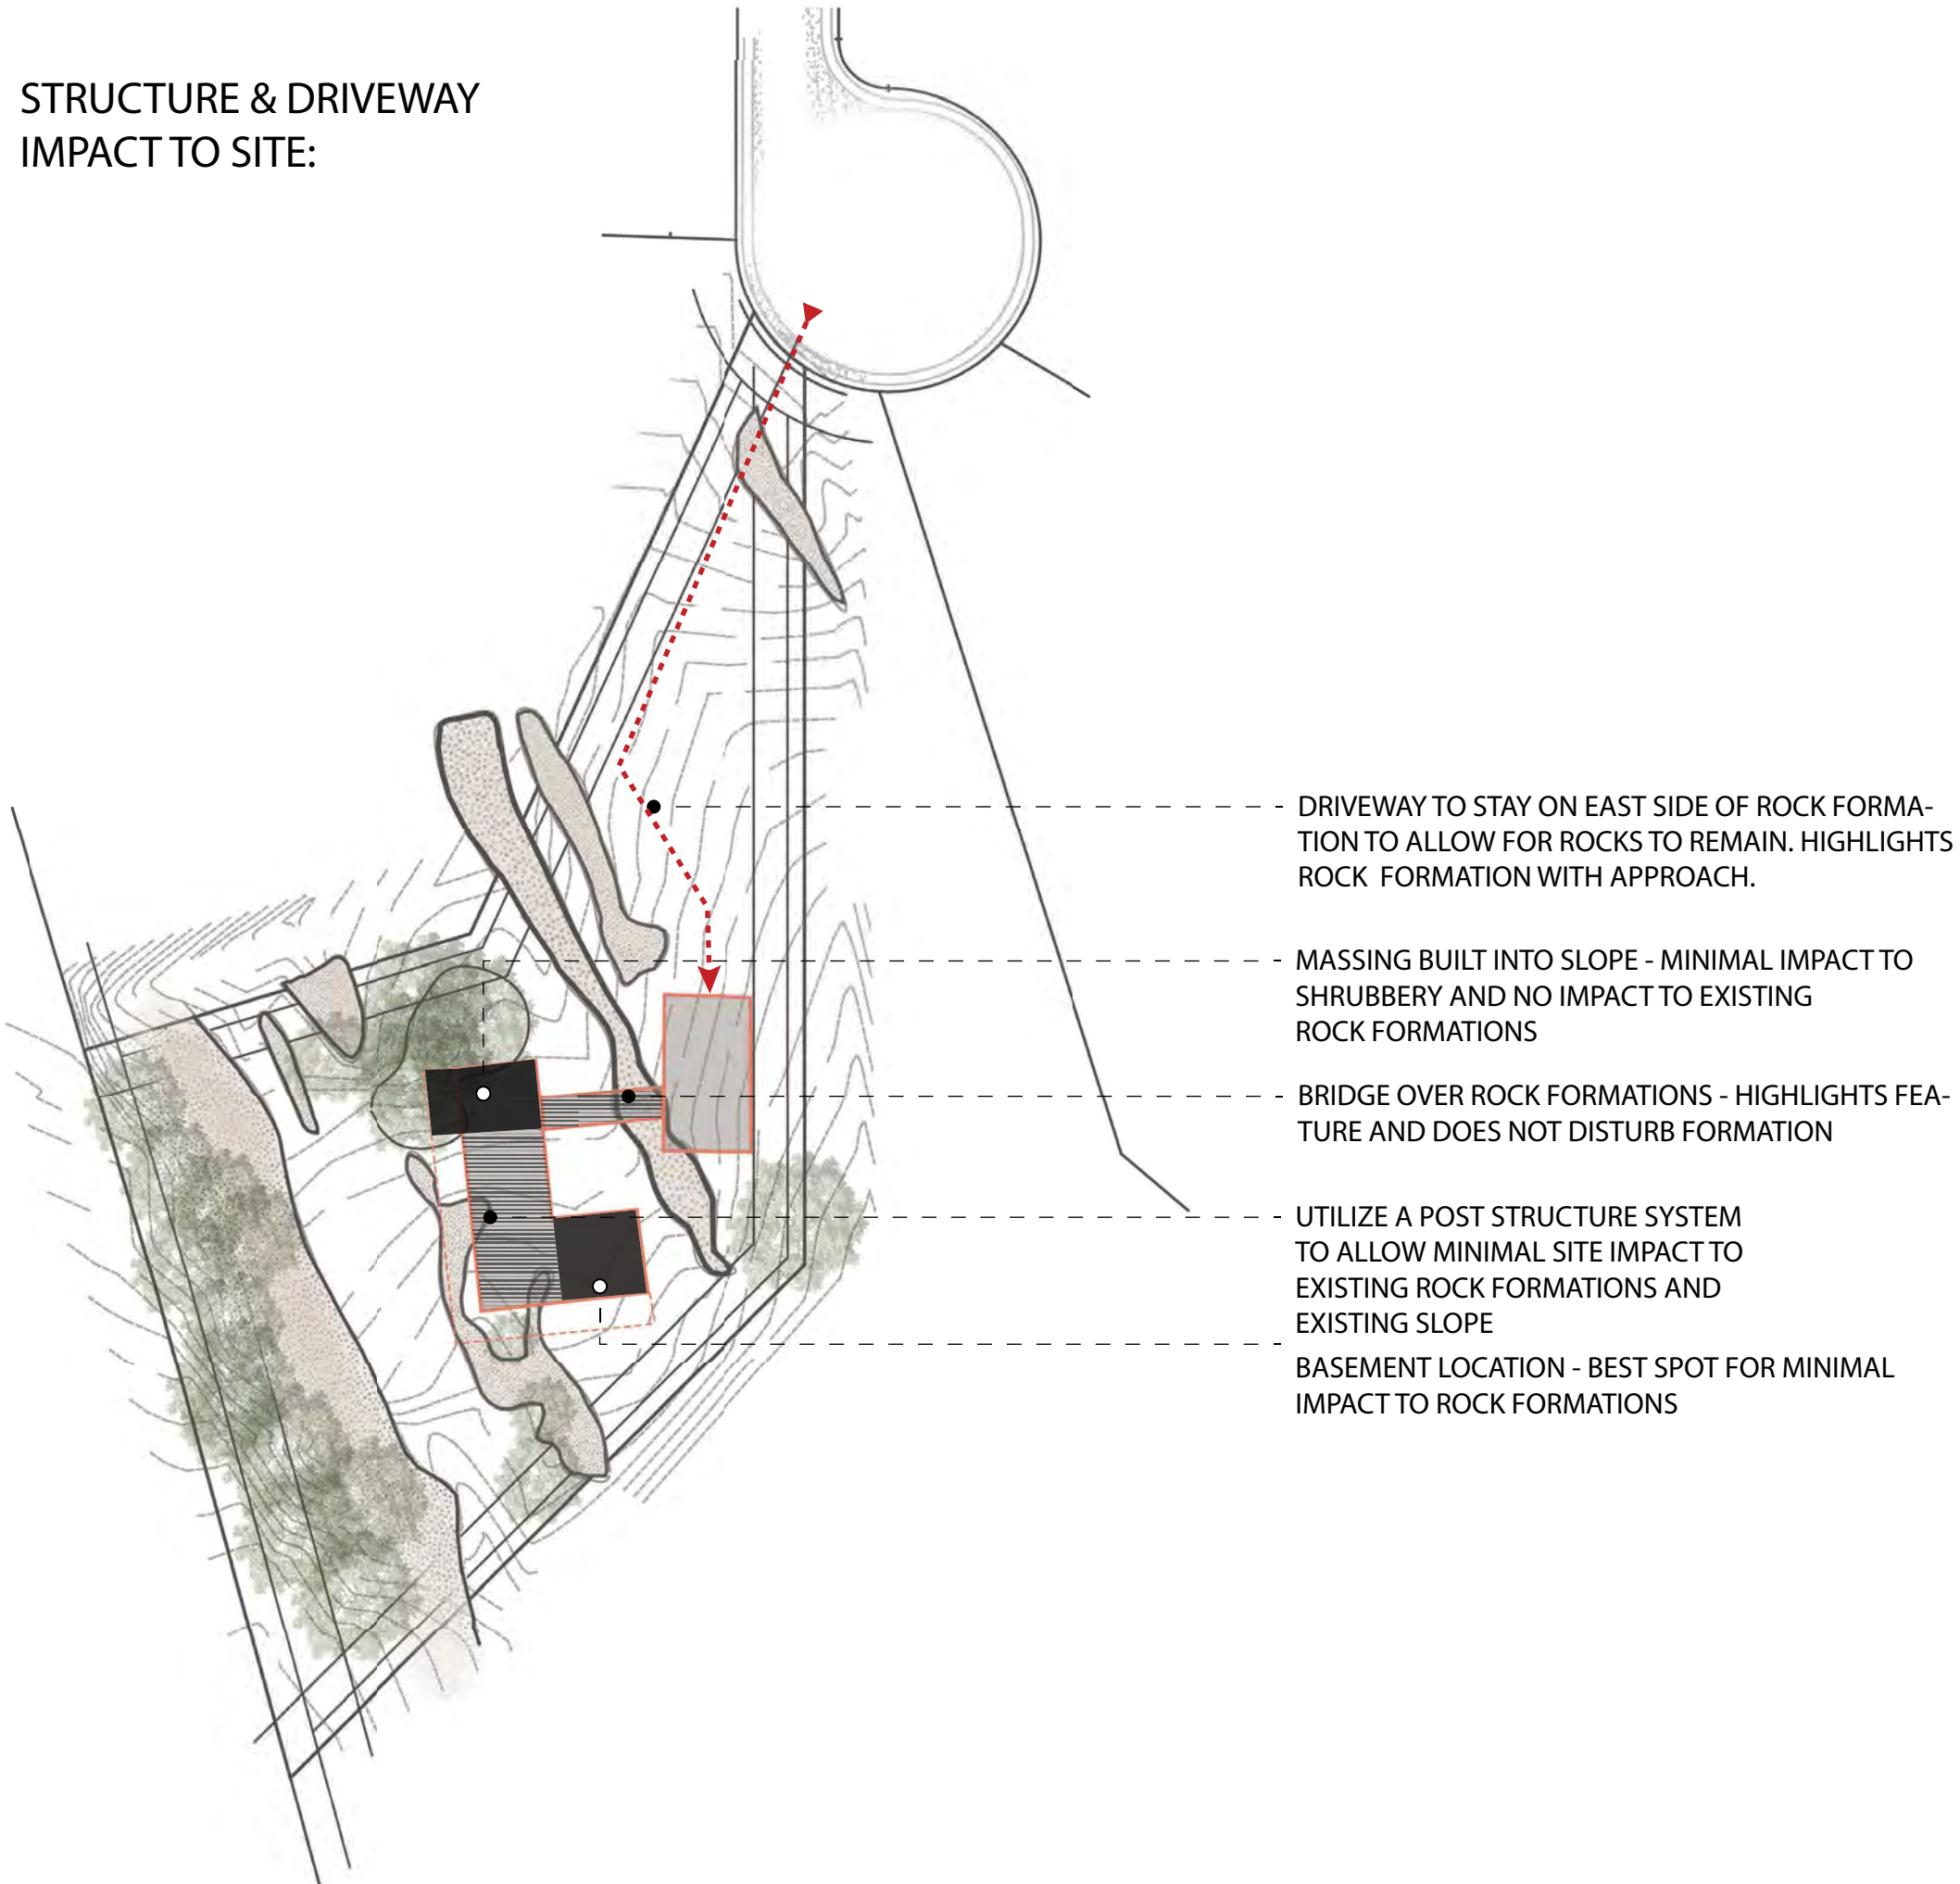 STRUCTURE & DRIVEWAY
IMPACT TO SITE:
DRIVEWAY TO STAY ON EAST SIDE OF ROCK FORMA-
TION TO ALLOW FOR ROCKS TO REMAIN. HIGHLIGHTS
ROCK FORMATION WITH APPROACH.
MASSING BUILT INTO SLOPE - MINIMAL IMPACT TO
SHRUBBERY AND NO IMPACT TO EXISTING
ROCK FORMATIONS
BRIDGE OVER ROCK FORMATIONS - HIGHLIGHTS FEA-
TURE AND DOES NOT DISTURB FORMATION
UTILIZE A POST STRUCTURE SYSTEM
TO ALLOW MINIMAL SITE IMPACT TO
EXISTING ROCK FORMATIONS AND
EXISTING SLOPE
BASEMENT LOCATION - BEST SPOT FOR MINIMAL
IMPACT TO ROCK FORMATIONS